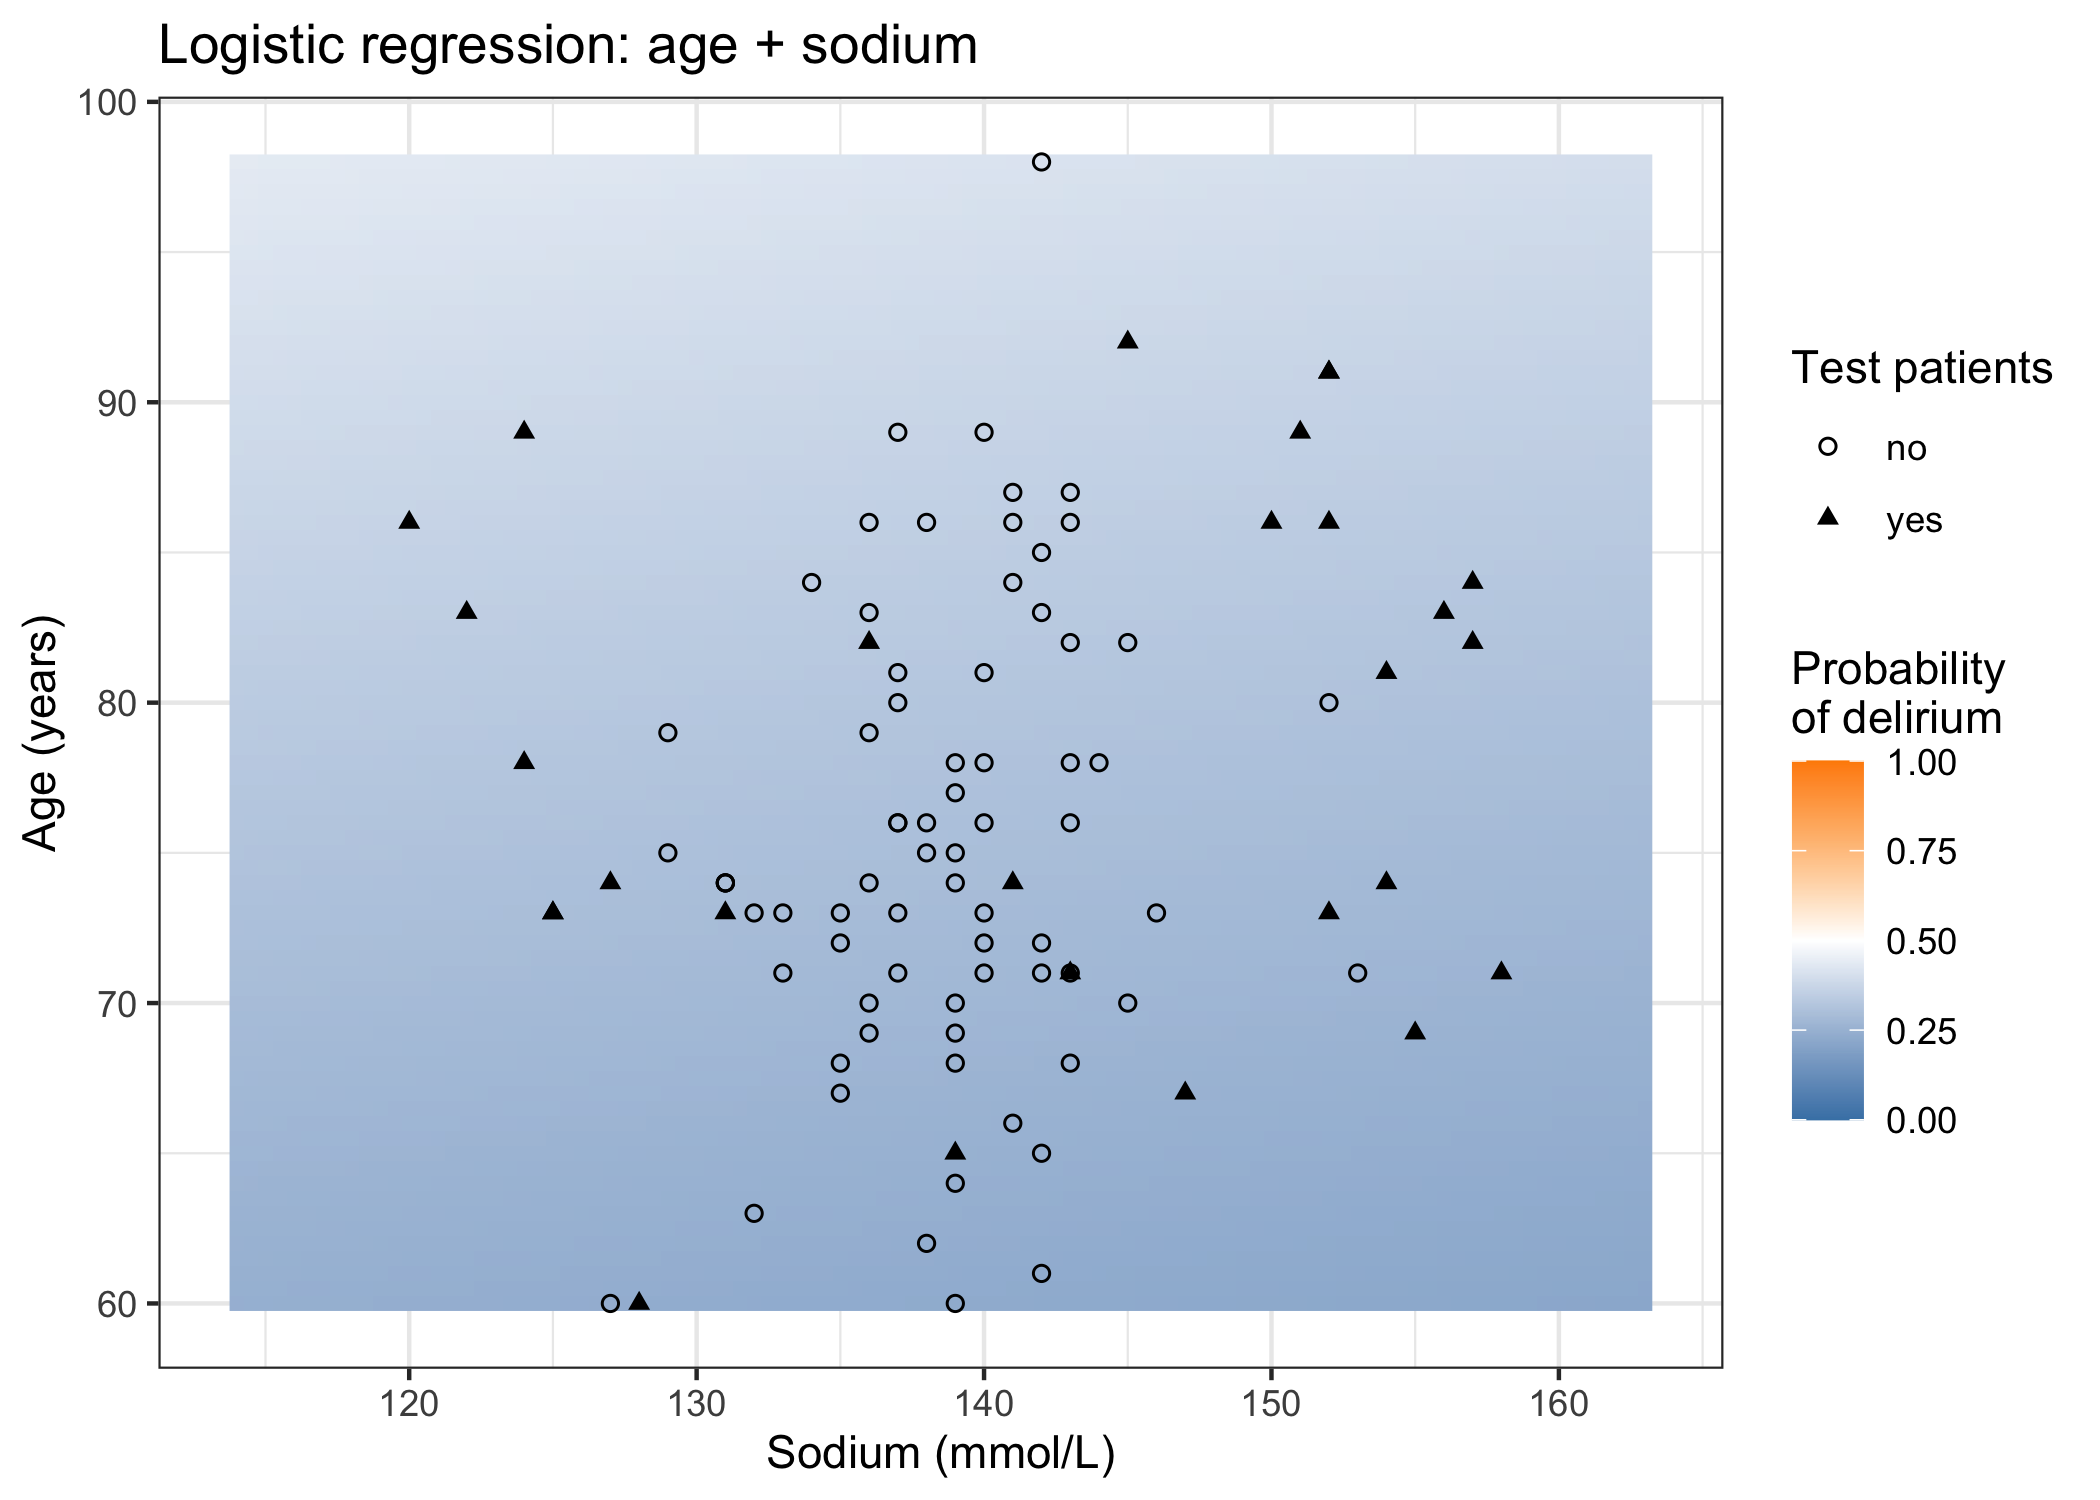 Logistic regression: age + sodium
100
90
80
70
60
Age (years)
120 130 140 150 160
Sodium (mmol/L)
Test patients
no
yes
Probability
of delirium
1.00
0.75
0.50
0.25
0.00